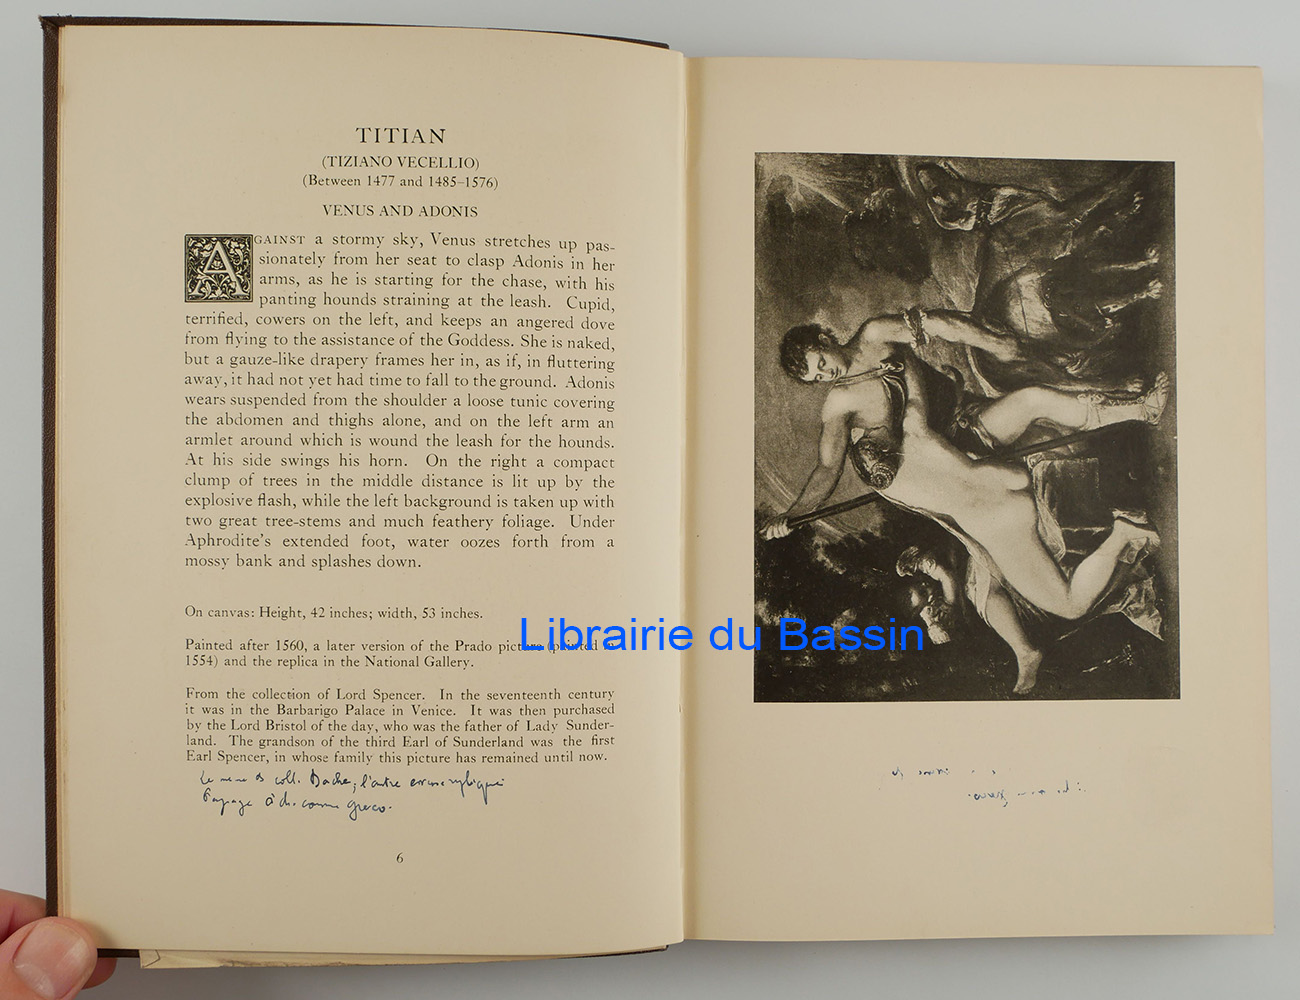 TITIAN
(TIZIANO VECELLIO)
(Between 1477 and 1485–1576)
VENUS AND ADONIS
AGAINST a stormy sky, Venus stretches up pas-
sionately from her seat to clasp Adonis in her
arms, as he is starting for the chase, with his
panting hounds straining at the leash. Cupid,
terrified, cowers on the left, and keeps an angered dove
from flying to the assistance of the Goddess. She is naked,
but a gauze-like drapery frames her in, as if, in fluttering
away, it had not yet had time to fall to the ground. Adonis
wears suspended from the shoulder a loose tunic covering
the abdomen and thighs alone, and on the left arm an
armlet around which is wound the leash for the hounds.
At his side swings his horn. On the right a compact
clump of trees in the middle distance is lit up by the
explosive flash, while the left background is taken up with
two great tree-stems and much feathery foliage. Under
Aphrodite's extended foot, water oozes forth from a
mossy bank and splashes down.
On canvas: Height, 42 inches; width, 53 inches.
Painted after 1560, a later version of the Prado picture (painted in
1554) and the replica in the National Gallery.
From the collection of Lord Spencer. In the seventeenth century
it was in the Barbarigo Palace in Venice. It was then purchased
by the Lord Bristol of the day, who was the father of Lady Sunder-
land. The grandson of the third Earl of Sunderland was the first
Earl Spencer, in whose family this picture has remained until now.
coll. Bache; l'autre
comme greco.
6
Librairie du Bassin